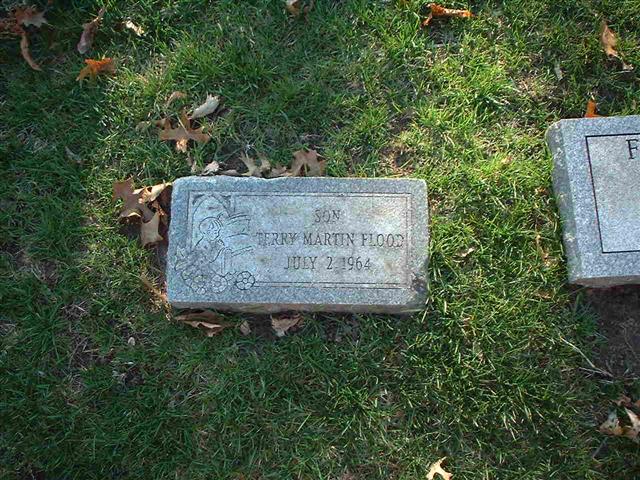 SON
TERRY MARTIN FLOOD
JULY 2, 1964
F